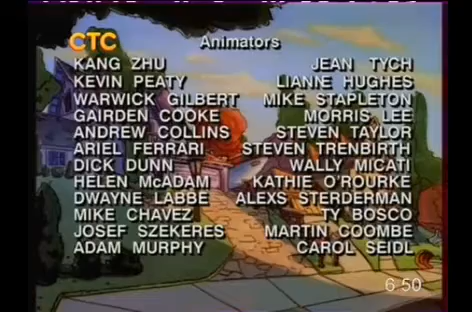 СТС
Animators
KANG ZHU JEAN TYCH
KEVIN PEATY LIANNE HUGHES
WARWICK GILBERT MIKE STAPLETON
GAIRDEN COOKE MORRIS LEE
ANDREW COLLINS STEVEN TAYLOR
ARIEL FERRARI STEVEN TRENBIRTH
DICK DUNN WALLY MICATI
HELEN McADAM KATHIE O'ROURKE
DWAYNE LABBE ALEXS STERDERMAN
MIKE CHAVEZ TY BOSCO
JOSEF SZEKERES MARTIN COOMBE
ADAM MURPHY CAROL SEIDL
6 50